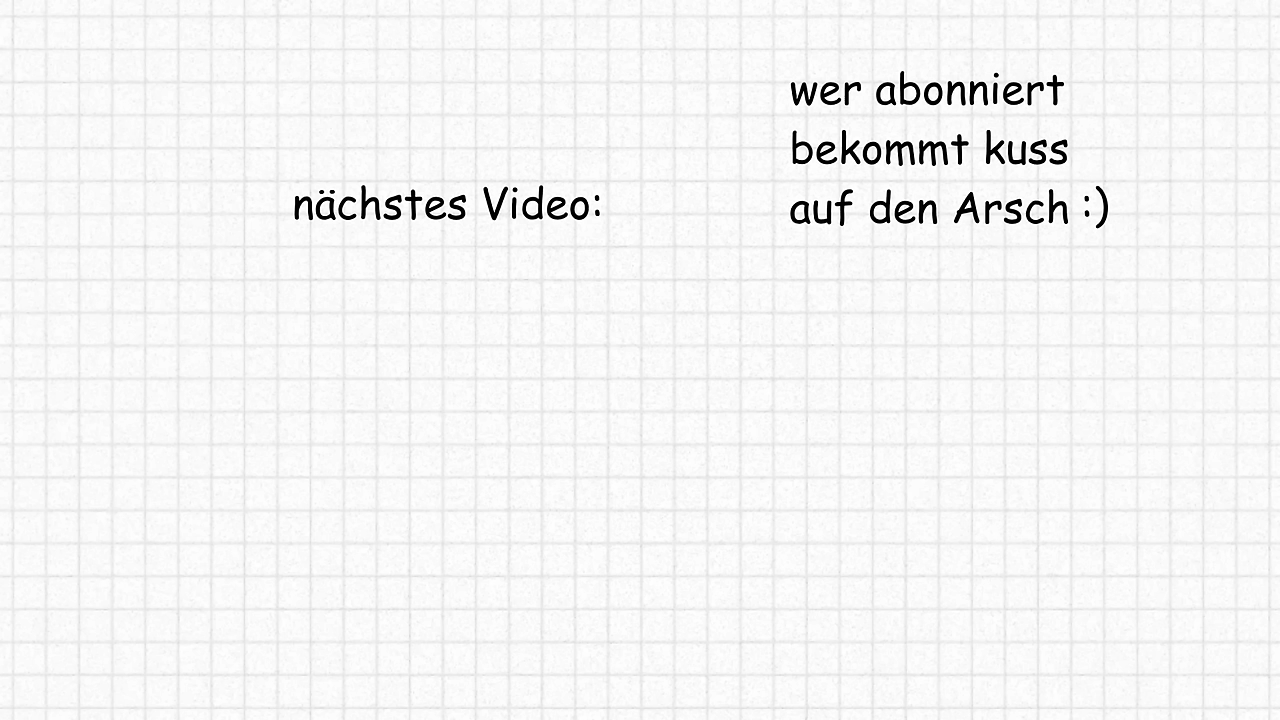 nächstes Video:
wer abonniert
bekommt kuss
auf den Arsch :)